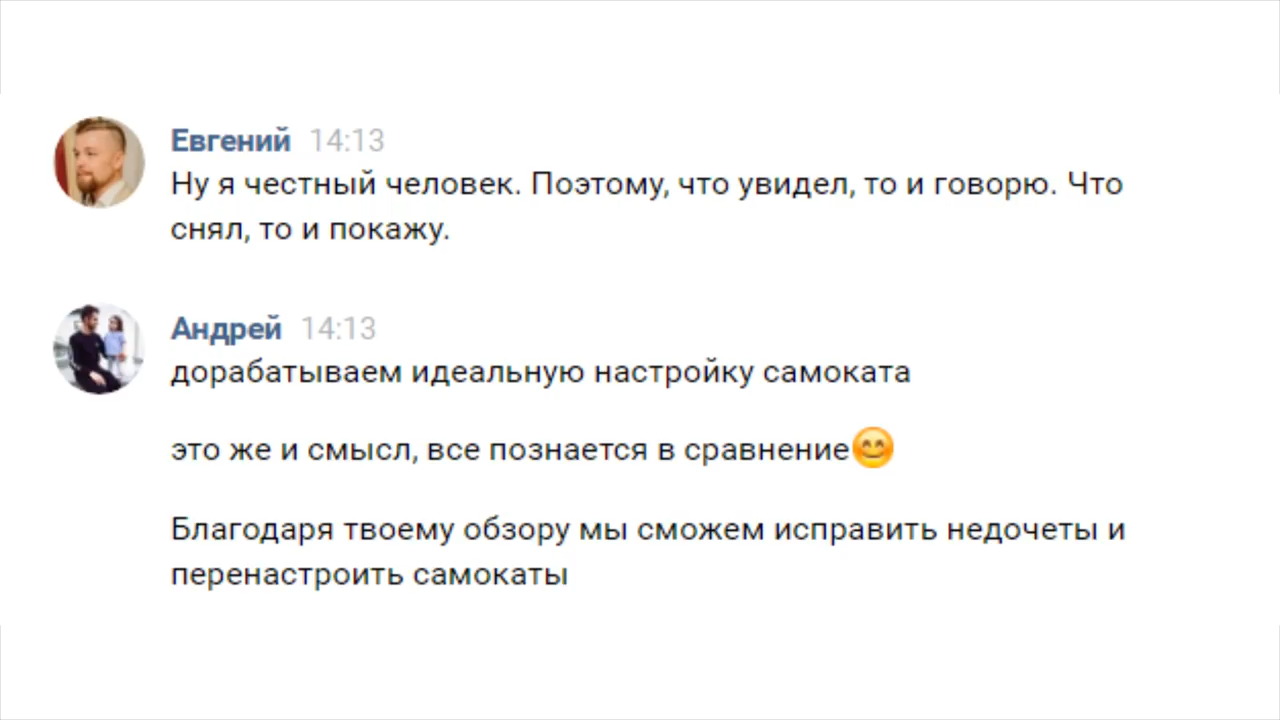 Евгений 14:13
Ну я честный человек. Поэтому, что увидел, то и говорю. Что
снял, то и покажу.
Андрей 14:13
дорабатываем идеальную настройку самоката
это же и смысл, все познается в сравнение😊
Благодаря твоему обзору мы сможем исправить недочеты и
перенастроить самокаты